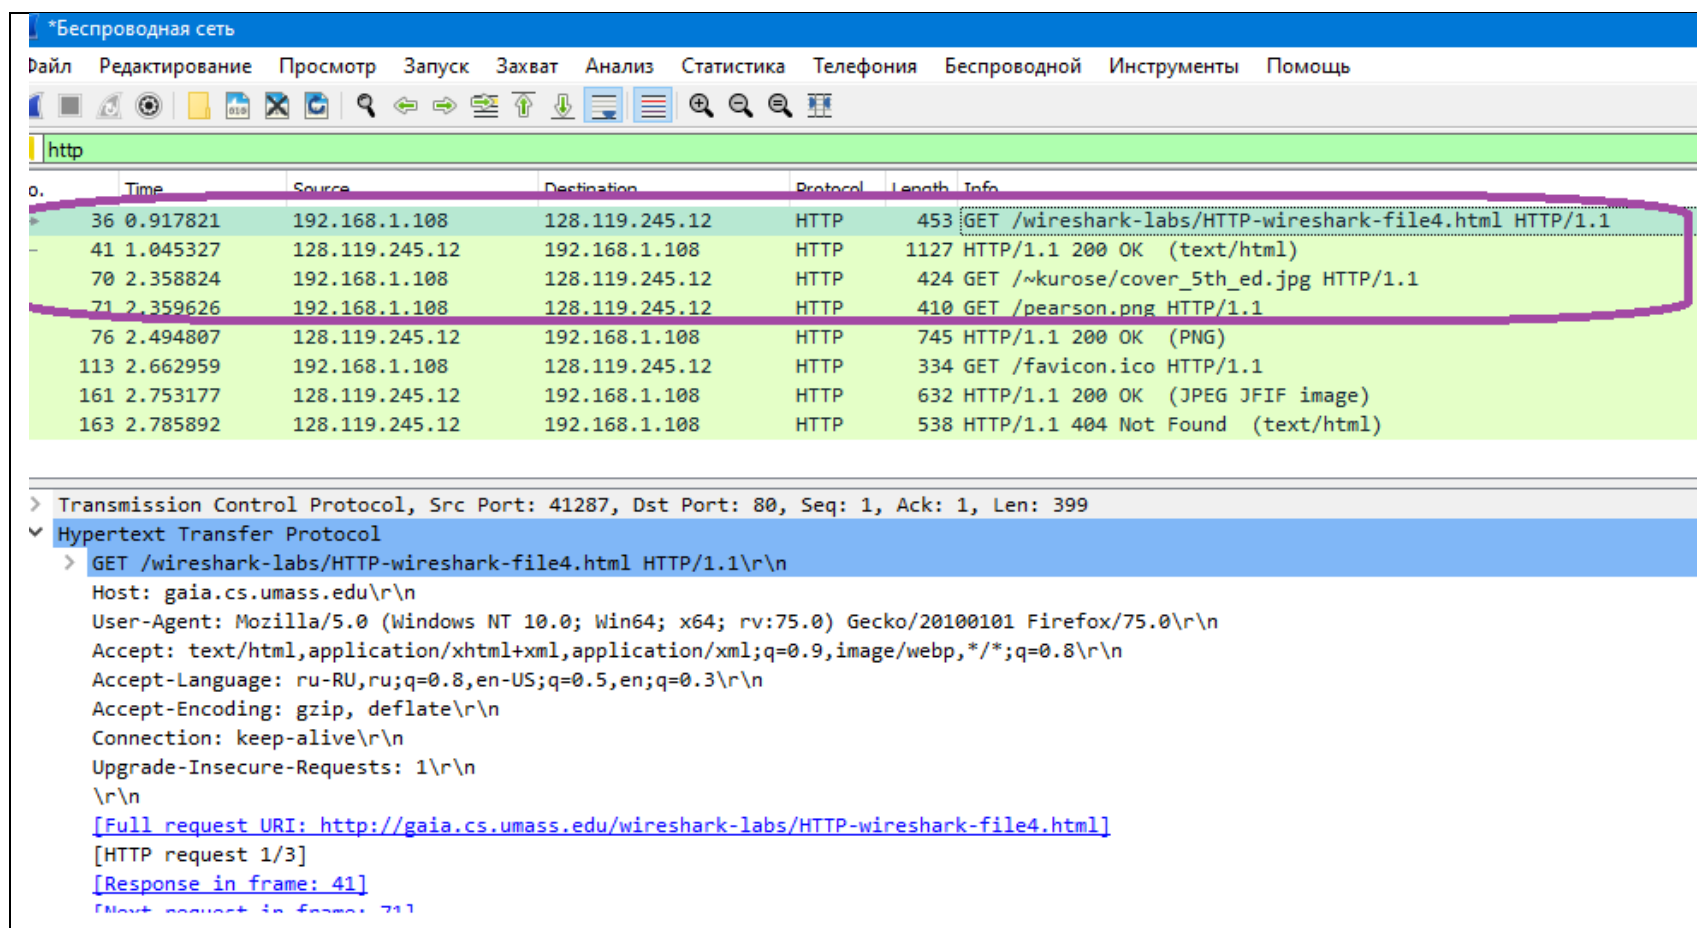 *Беспроводная сеть
Файл Редактирование Просмотр Запуск Захват Анализ Статистика Телефония Беспроводной Инструменты Помощь
http
o. Time Source Destination Protocol Length Info
36 0.917821 192.168.1.108 128.119.245.12 HTTP 453 GET /wireshark-labs/HTTP-wireshark-file4.html HTTP/1.1
41 1.045327 128.119.245.12 192.168.1.108 HTTP 1127 HTTP/1.1 200 OK (text/html)
70 2.358824 192.168.1.108 128.119.245.12 HTTP 424 GET /~kurose/cover_5th_ed.jpg HTTP/1.1
71 2.359626 192.168.1.108 128.119.245.12 HTTP 410 GET /pearson.png HTTP/1.1
76 2.494807 128.119.245.12 192.168.1.108 HTTP 745 HTTP/1.1 200 OK (PNG)
113 2.662959 192.168.1.108 128.119.245.12 HTTP 334 GET /favicon.ico HTTP/1.1
161 2.753177 128.119.245.12 192.168.1.108 HTTP 632 HTTP/1.1 200 OK (JPEG JFIF image)
163 2.785892 128.119.245.12 192.168.1.108 HTTP 538 HTTP/1.1 404 Not Found (text/html)
Transmission Control Protocol, Src Port: 41287, Dst Port: 80, Seq: 1, Ack: 1, Len: 399
Hypertext Transfer Protocol
GET /wireshark-labs/HTTP-wireshark-file4.html HTTP/1.1\r\n
Host: gaia.cs.umass.edu\r\n
User-Agent: Mozilla/5.0 (Windows NT 10.0; Win64; x64; rv:75.0) Gecko/20100101 Firefox/75.0\r\n
Accept: text/html,application/xhtml+xml,application/xml;q=0.9,image/webp,*/*;q=0.8\r\n
Accept-Language: ru-RU,ru;q=0.8,en-US;q=0.5,en;q=0.3\r\n
Accept-Encoding: gzip, deflate\r\n
Connection: keep-alive\r\n
Upgrade-Insecure-Requests: 1\r\n
\r\n
[Full request URI: http://gaia.cs.umass.edu/wireshark-labs/HTTP-wireshark-file4.html]
[HTTP request 1/3]
[Response in frame: 41]
[Next request in frame: 71]